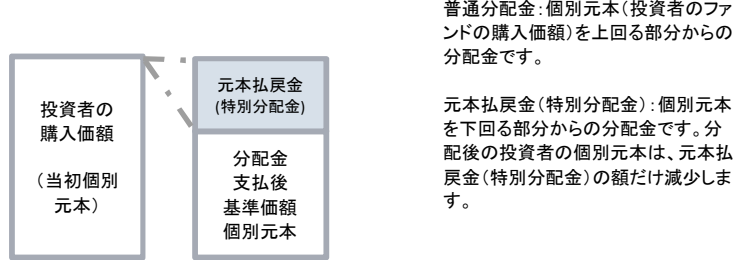 投資者の
購入価額
（当初個別
元本）
元本払戻金
(特別分配金)
分配金
支払後
基準価額
個別元本
普通分配金：個別元本（投資者のファ
ンドの購入価額）を上回る部分からの
分配金です。
元本払戻金（特別分配金）：個別元本
を下回る部分からの分配金です。分
配後の投資者の個別元本は、元本払
戻金（特別分配金）の額だけ減少しま
す。